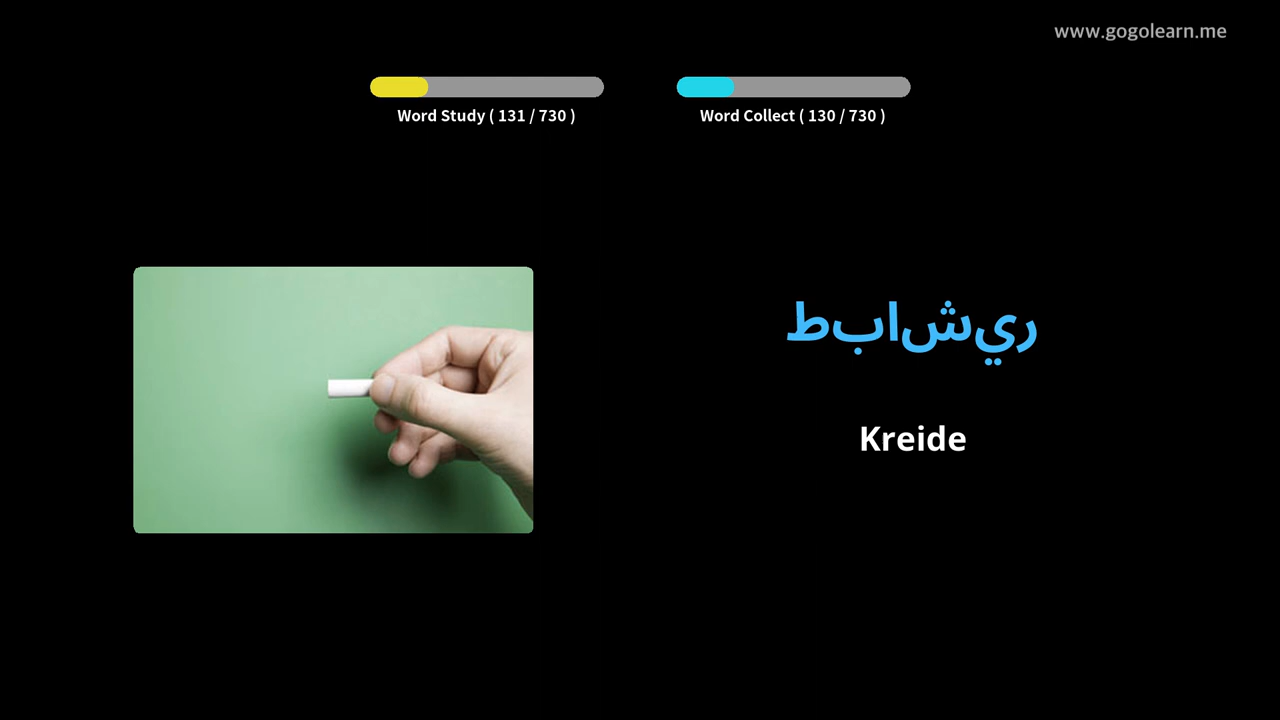 www.gogolearn.me
Word Study ( 131 / 730 )
Word Collect ( 130 / 730 )
طباشير
Kreide